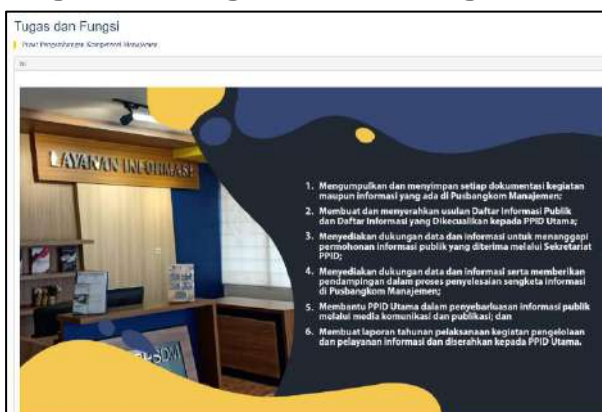 Tugas dan Fungsi
Pusat Pengembangan Kompetensi Manajemen
LAYANAN INFORMASI
1. Mengumpulkan dan menyimpan setiap dokumentasi kegiatan
maupun informasi yang ada di Pusbangkom Manajemen;
2. Membuat dan menyerahkan usulan Daftar Informasi Publik
dan Daftar Informasi yang Dikecualikan kepada PPID Utama;
3. Menyediakan dukungan data dan informasi untuk menanggapi
permohonan informasi publik yang diterima melalui Sekretariat
PPID;
4. Menyediakan dukungan data dan informasi serta memberikan
pendampingan dalam proses penyelesaian sengketa informasi
di Pusbangkom Manajemen;
5. Membantu PPID Utama dalam penyebarluasan informasi publik
melalui media komunikasi dan publikasi; dan
6. Membuat laporan tahunan pelaksanaan kegiatan pengelolaan
dan pelayanan informasi dan diserahkan kepada PPID Utama.